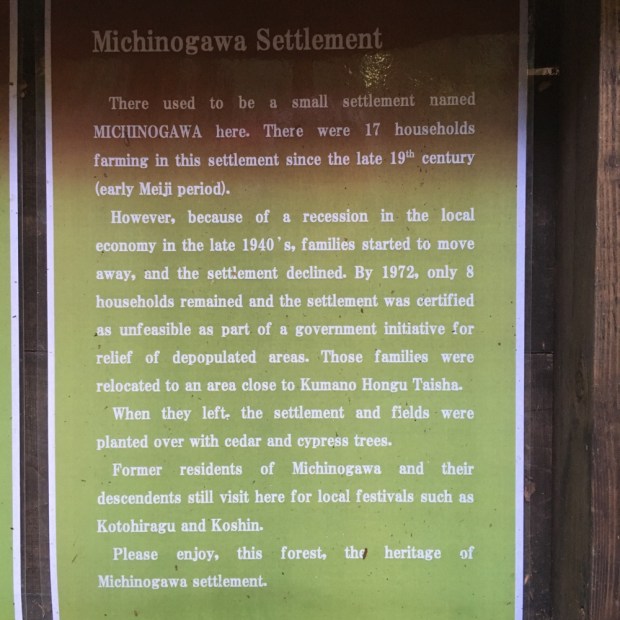 Michinogawa Settlement
There used to be a small settlement named
MICHINOGAWA here. There were 17 households
farming in this settlement since the late 19th century
(early Meiji period).
However, because of a recession in the local
economy in the late 1940's, families started to move
away, and the settlement declined. By 1972, only 8
households remained and the settlement was certified
as unfeasible as part of a government initiative for
relief of depopulated areas. Those families were
relocated to an area close to Kumano Hongu Taisha.
When they left, the settlement and fields were
planted over with cedar and cypress trees.
Former residents of Michinogawa and their
descendents still visit here for local festivals such as
Kotohiragu and Koshin.
Please enjoy, this forest, the heritage of
Michinogawa settlement.